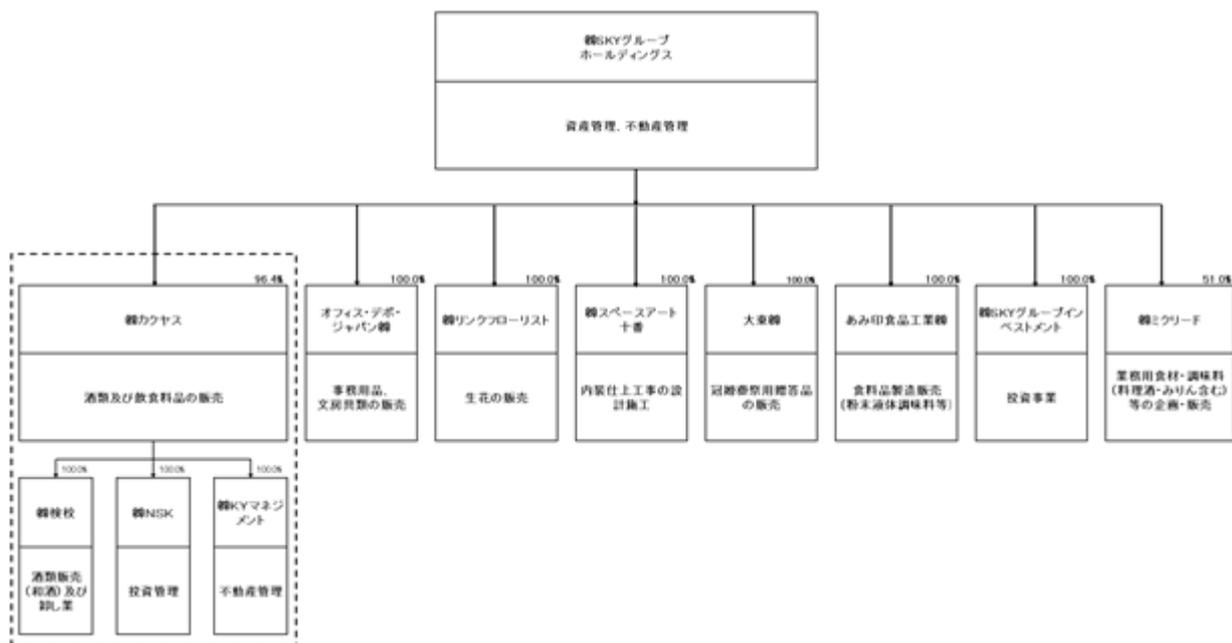 ㈱SKYグループ
ホールディングス
資産管理、不動産管理
96.4%
㈱カクヤス
酒類及び飲食料品の販売
100.0%
オフィス・デポ・
ジャパン㈱
事務用品、
文房具類の販売
100.0%
㈱リンクフローリスト
生花の販売
100.0%
㈱スペースアート
十番
内装仕上工事の設
計施工
100.0%
大東㈱
冠婚葬祭用贈答品
の販売
100.0%
あみ印食品工業㈱
食料品製造販売
(粉末液体調味料等)
100.0%
㈱SKYグループイン
ベストメント
投資事業
51.0%
㈱ミクリード
業務用食材・調味料
(料理酒・みりん含む)
等の企画・販売
100.0%
㈱検校
酒類販売
(和酒)及び
卸し業
100.0%
㈱NSK
投資管理
100.0%
㈱KYマネジ
メント
不動産管理